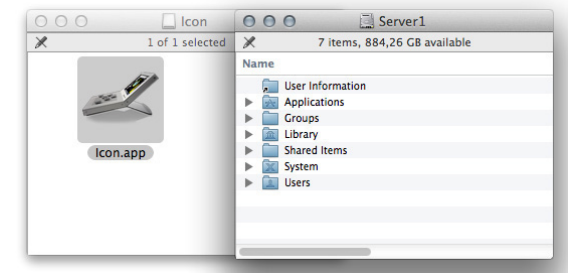 Icon
1 of 1 selected
Icon.app
Server1
7 items, 884,26 GB available
Name
User Information
Applications
Groups
Library
Shared Items
System
Users